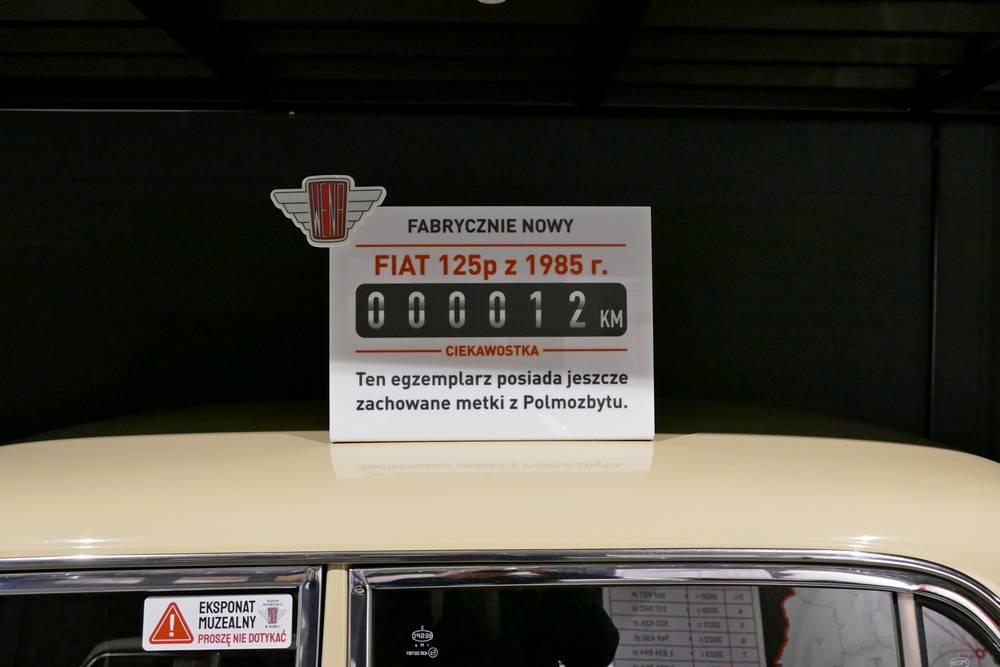 WENA
FABRYCZNIE NOWY
FIAT 125p z 1985 r.
000012 KM
CIEKAWOSTKA
Ten egzemplarz posiada jeszcze
zachowane metki z Polmozbytu.
EKSPONAT
MUZEALNY
PROSZĘ NIE DOTYKAĆ